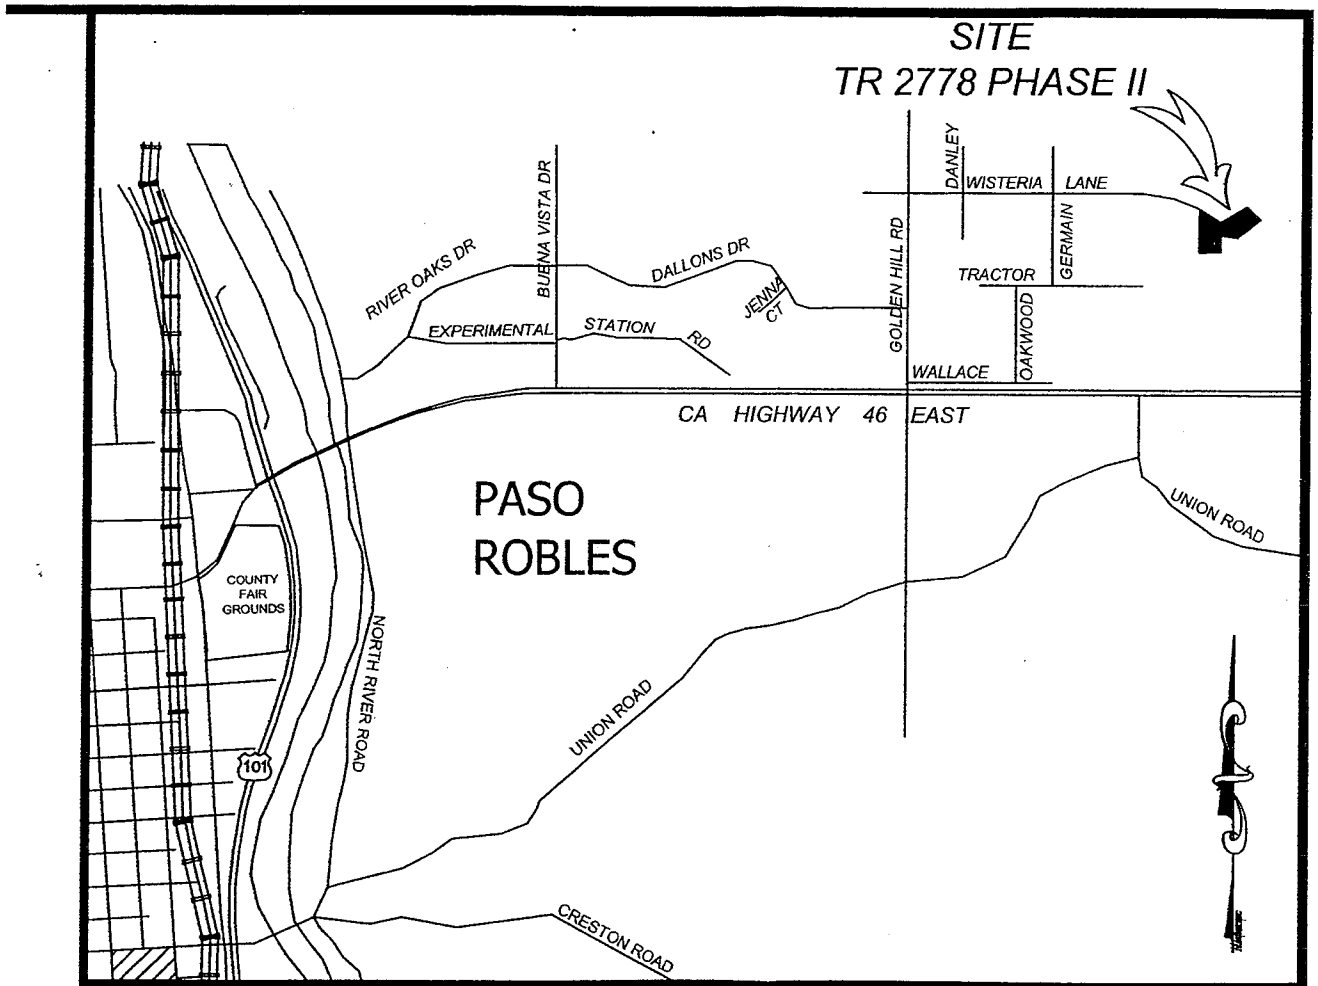 SITE
TR 2778 PHASE II
DANLEY
WISTERIA LANE
BUENA VISTA DR
GOLDEN HILL RD
GERMAIN
RIVER OAKS DR
DALLONS DR
TRACTOR
JENNA
CT
OAKWOOD
EXPERIMENTAL STATION RD
WALLACE
CA HIGHWAY 46 EAST
PASO
ROBLES
UNION ROAD
COUNTY
FAIR
GROUNDS
NORTH RIVER ROAD
UNION ROAD
101
CRESTON ROAD